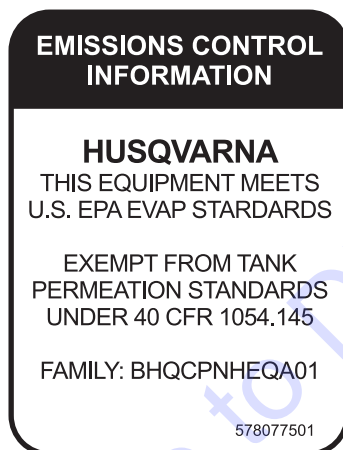 EMISSIONS CONTROL
INFORMATION
HUSQVARNA
THIS EQUIPMENT MEETS
U.S. EPA EVAP STARDARDS
EXEMPT FROM TANK
PERMEATION STANDARDS
UNDER 40 CFR 1054.145
FAMILY: BHQCPNHEQA01
578077501